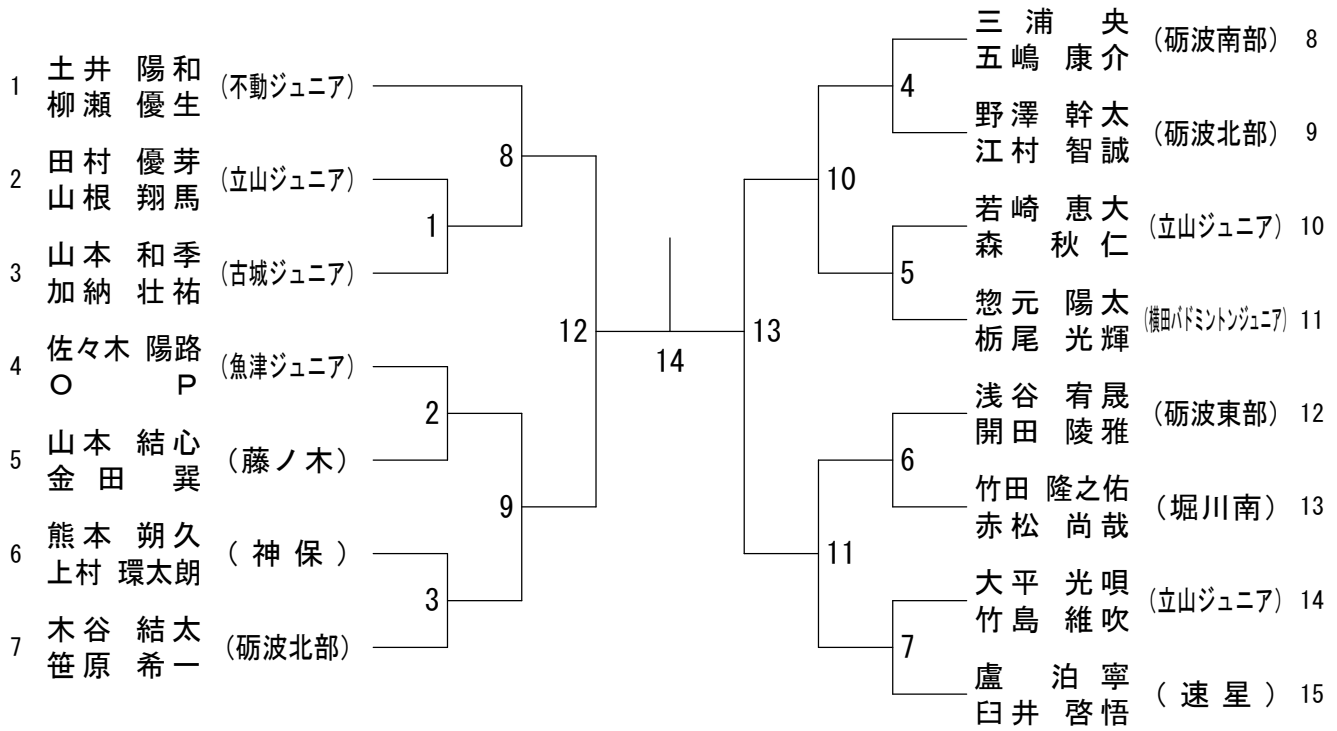 1 土井 陽和 (不動ジュニア)
柳瀬 優生
2 田村 優芽 (立山ジュニア)
山根 翔馬
3 山本 和季 (古城ジュニア)
加納 壮祐
4 佐々木 陽路 (魚津ジュニア)
O P
5 山本 結心 (藤ノ木)
金田 巽
6 熊本 朔久 (神保)
上村 環太朗
7 木谷 結太 (砺波北部)
笹原 希一
8
1
2
9
3
12
14
13
10
4
5
11
6
7
三浦 央 (砺波南部) 8
五嶋 康介
野澤 幹太 (砺波北部) 9
江村 智誠
若崎 恵大 (立山ジュニア) 10
森 秋仁
惣元 陽太 (横田バドミントンジュニア) 11
栃尾 光輝
浅谷 宥晟 (砺波東部) 12
開田 陵雅
竹田 隆之佑 (堀川南) 13
赤松 尚哉
大平 光唄 (立山ジュニア) 14
竹島 維吹
盧 泊寧 (速星) 15
臼井 啓悟